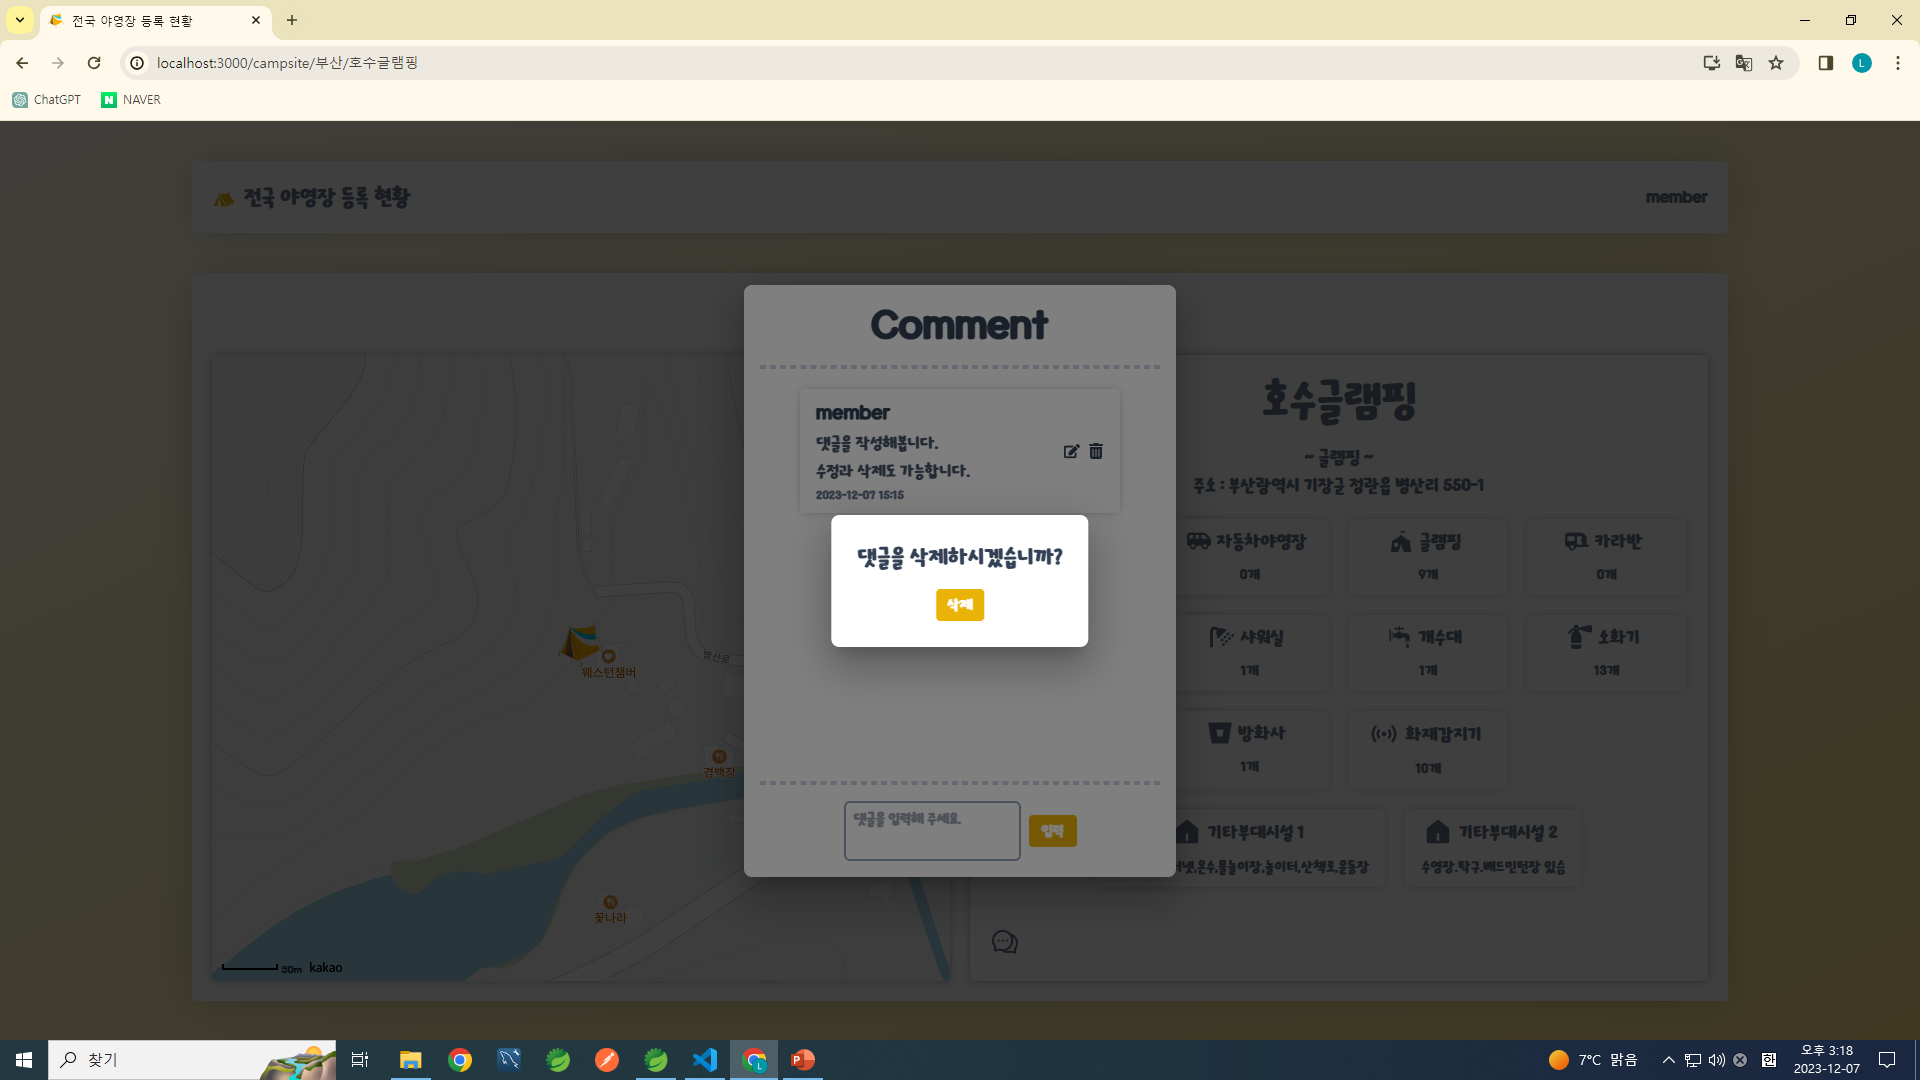 전국 야영장 등록 현황
localhost:3000/campsite/부산/호수글램핑
L
ChatGPT
NAVER
전국 야영장 등록 현황
member
Comment
member
댓글을 작성해봅니다.
수정과 삭제도 가능합니다.
2023-12-07 15:15
댓글을 삭제하시겠습니까?
삭제
댓글을 입력해 주세요.
입력
병산로
웨스턴챔버
경백장
꽃나라
30m
kakao
호수글램핑
~ 글램핑 ~
주소 : 부산광역시 기장군 정관읍 병산리 550-1
자동차야영장
0개
글램핑
9개
카라반
0개
샤워실
1개
개수대
1개
소화기
13개
방화사
1개
화재감지기
10개
기타부대시설 1
터넷,온수,물놀이장,놀이터,산책로,운동장
기타부대시설 2
수영장.탁구.배드민턴장 있슴
찾기
7°C 맑음
한
오후 3:18
2023-12-07